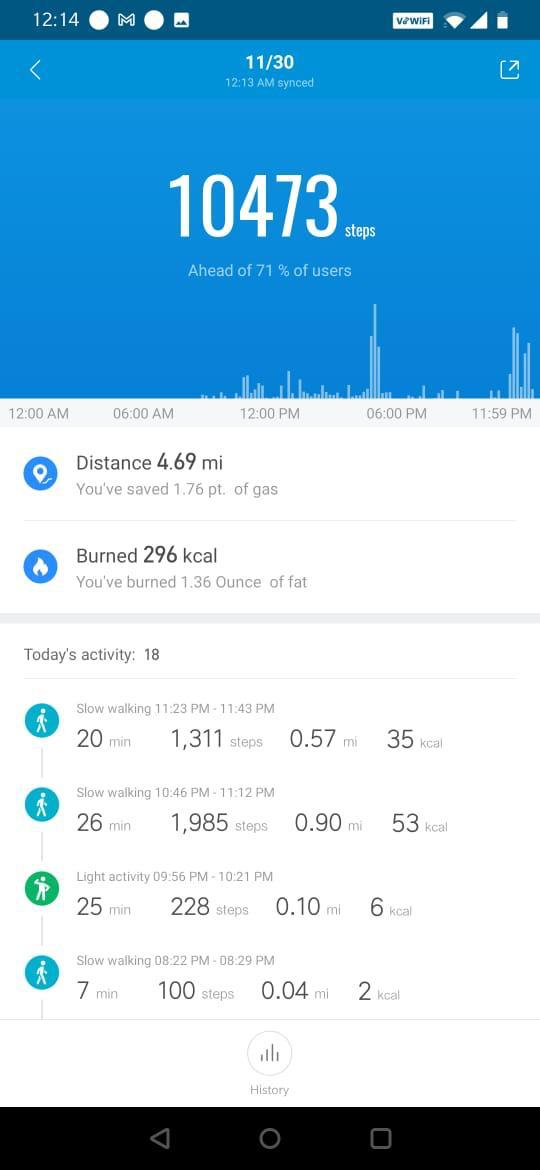 12:14
VoWiFi
11/30
12:13 AM synced
10473 steps
Ahead of 71 % of users
12:00 AM 06:00 AM 12:00 PM 06:00 PM 11:59 PM
Distance 4.69 mi
You've saved 1.76 pt. of gas
Burned 296 kcal
You've burned 1.36 Ounce of fat
Today's activity: 18
Slow walking 11:23 PM - 11:43 PM
20 min 1,311 steps 0.57 mi 35 kcal
Slow walking 10:46 PM - 11:12 PM
26 min 1,985 steps 0.90 mi 53 kcal
Light activity 09:56 PM - 10:21 PM
25 min 228 steps 0.10 mi 6 kcal
Slow walking 08:22 PM - 08:29 PM
7 min 100 steps 0.04 mi 2 kcal
History